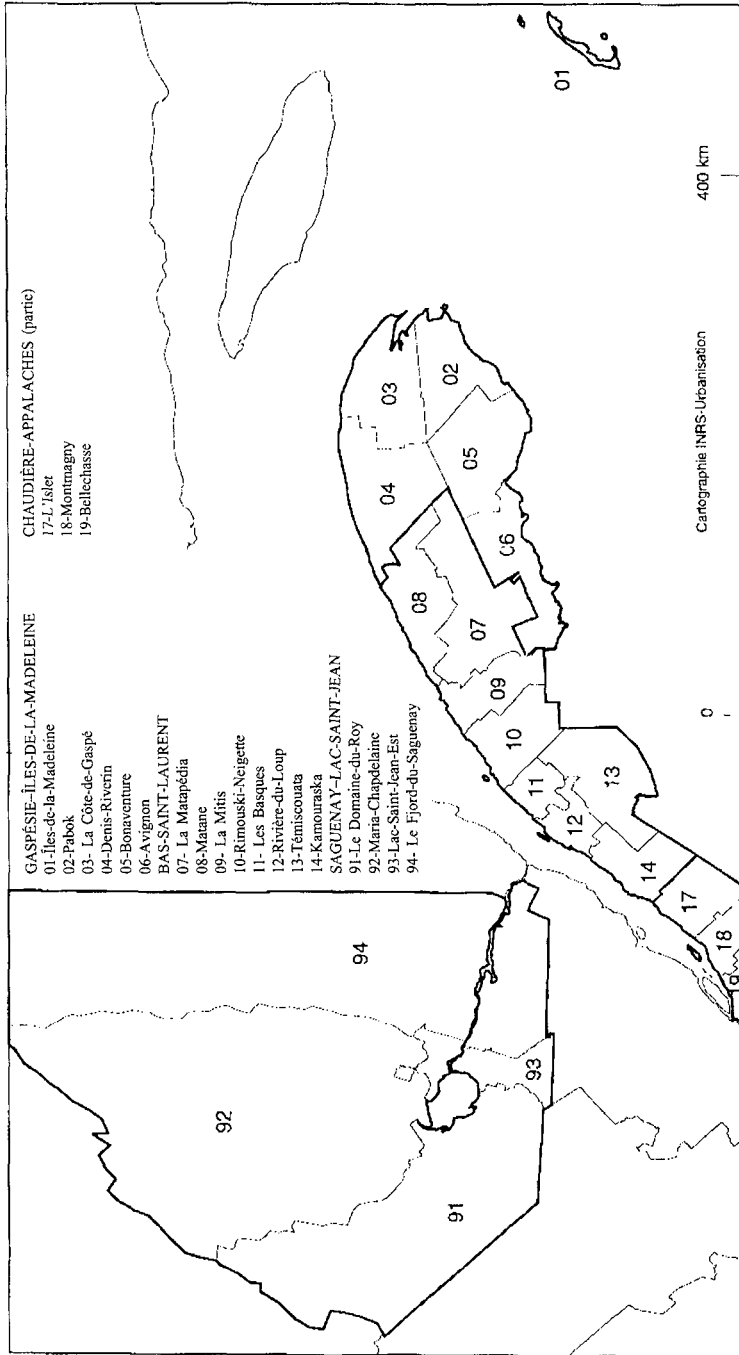 GASPÉSIE–ÎLES-DE-LA-MADELEINE
01-Îles-de-la-Madeleine
02-Pabok
03- La Côte-de-Gaspé
04-Denis-Riverin
05-Bonaventure
06-Avignon
BAS-SAINT-LAURENT
07- La Matapédia
08-Matane
09- La Mitis
10-Rimouski-Neigette
11- Les Basques
12-Rivière-du-Loup
13-Témiscouata
14-Kamouraska
SAGUENAY–LAC-SAINT-JEAN
91-Le Domaine-du-Roy
92-Maria-Chapdelaine
93-Lac-Saint-Jean-Est
94- Le Fjord-du-Saguenay
CHAUDIÈRE-APPALACHES (partie)
17-L'Islet
18-Montmagny
19-Bellechasse
92
94
91
93
04
03
02
05
06
08
07
09
10
11
12
13
14
17
18
19
01
0
400 km
Cartographie INRS-Urbanisation